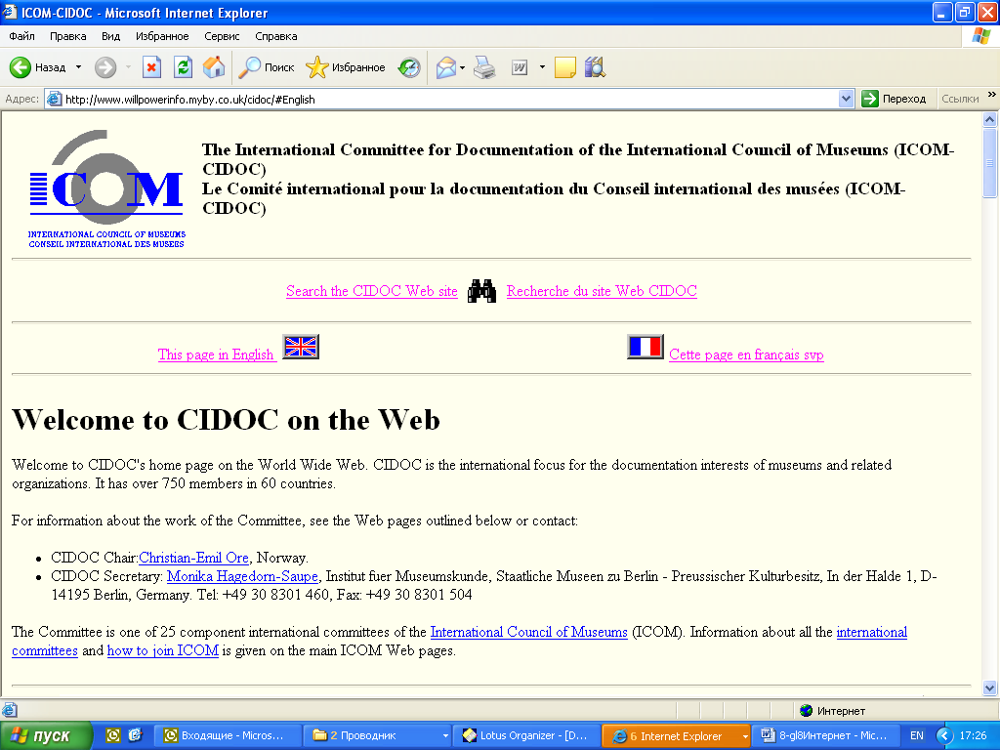 ICOM-CIDOC - Microsoft Internet Explorer
Файл Правка Вид Избранное Сервис Справка
Назад Поиск Избранное W
Адрес: http://www.willpowerinfo.myby.co.uk/cidoc/#English Переход Ссылки »
The International Committee for Documentation of the International Council of Museums (ICOM-
CIDOC)
Le Comité international pour la documentation du Conseil international des musées (ICOM-
CIDOC)
ICOM
INTERNATIONAL COUNCIL OF MUSEUMS
CONSEIL INTERNATIONAL DES MUSEES
Search the CIDOC Web site Recherche du site Web CIDOC
This page in English Cette page en français svp
Welcome to CIDOC on the Web
Welcome to CIDOC's home page on the World Wide Web. CIDOC is the international focus for the documentation interests of museums and related
organizations. It has over 750 members in 60 countries.
For information about the work of the Committee, see the Web pages outlined below or contact:
• CIDOC Chair:Christian-Emil Ore, Norway.
• CIDOC Secretary: Monika Hagedorn-Saupe, Institut fuer Museumskunde, Staatliche Museen zu Berlin - Preussischer Kulturbesitz, In der Halde 1, D-
14195 Berlin, Germany. Tel: +49 30 8301 460, Fax: +49 30 8301 504
The Committee is one of 25 component international committees of the International Council of Museums (ICOM). Information about all the international
committees and how to join ICOM is given on the main ICOM Web pages.
Интернет
пуск Входящие - Micros... 2 Проводник Lotus Organizer - [D... 6 Internet Explorer 8-gl8Интернет - Mic... EN 17:26